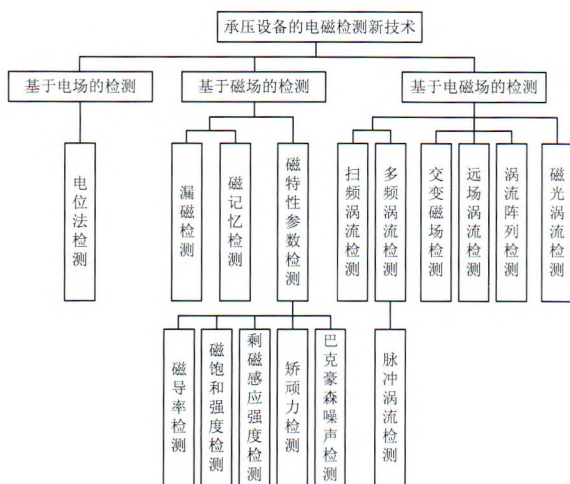 承压设备的电磁检测新技术
基于电场的检测
基于磁场的检测
基于电磁场的检测
电位法检测
漏磁检测
磁记忆检测
磁特性参数检测
扫频涡流检测
多频涡流检测
交变磁场检测
远场涡流检测
涡流阵列检测
磁光涡流检测
磁导率检测
磁饱和强度检测
剩磁感应强度检测
矫顽力检测
巴克豪森噪声检测
脉冲涡流检测